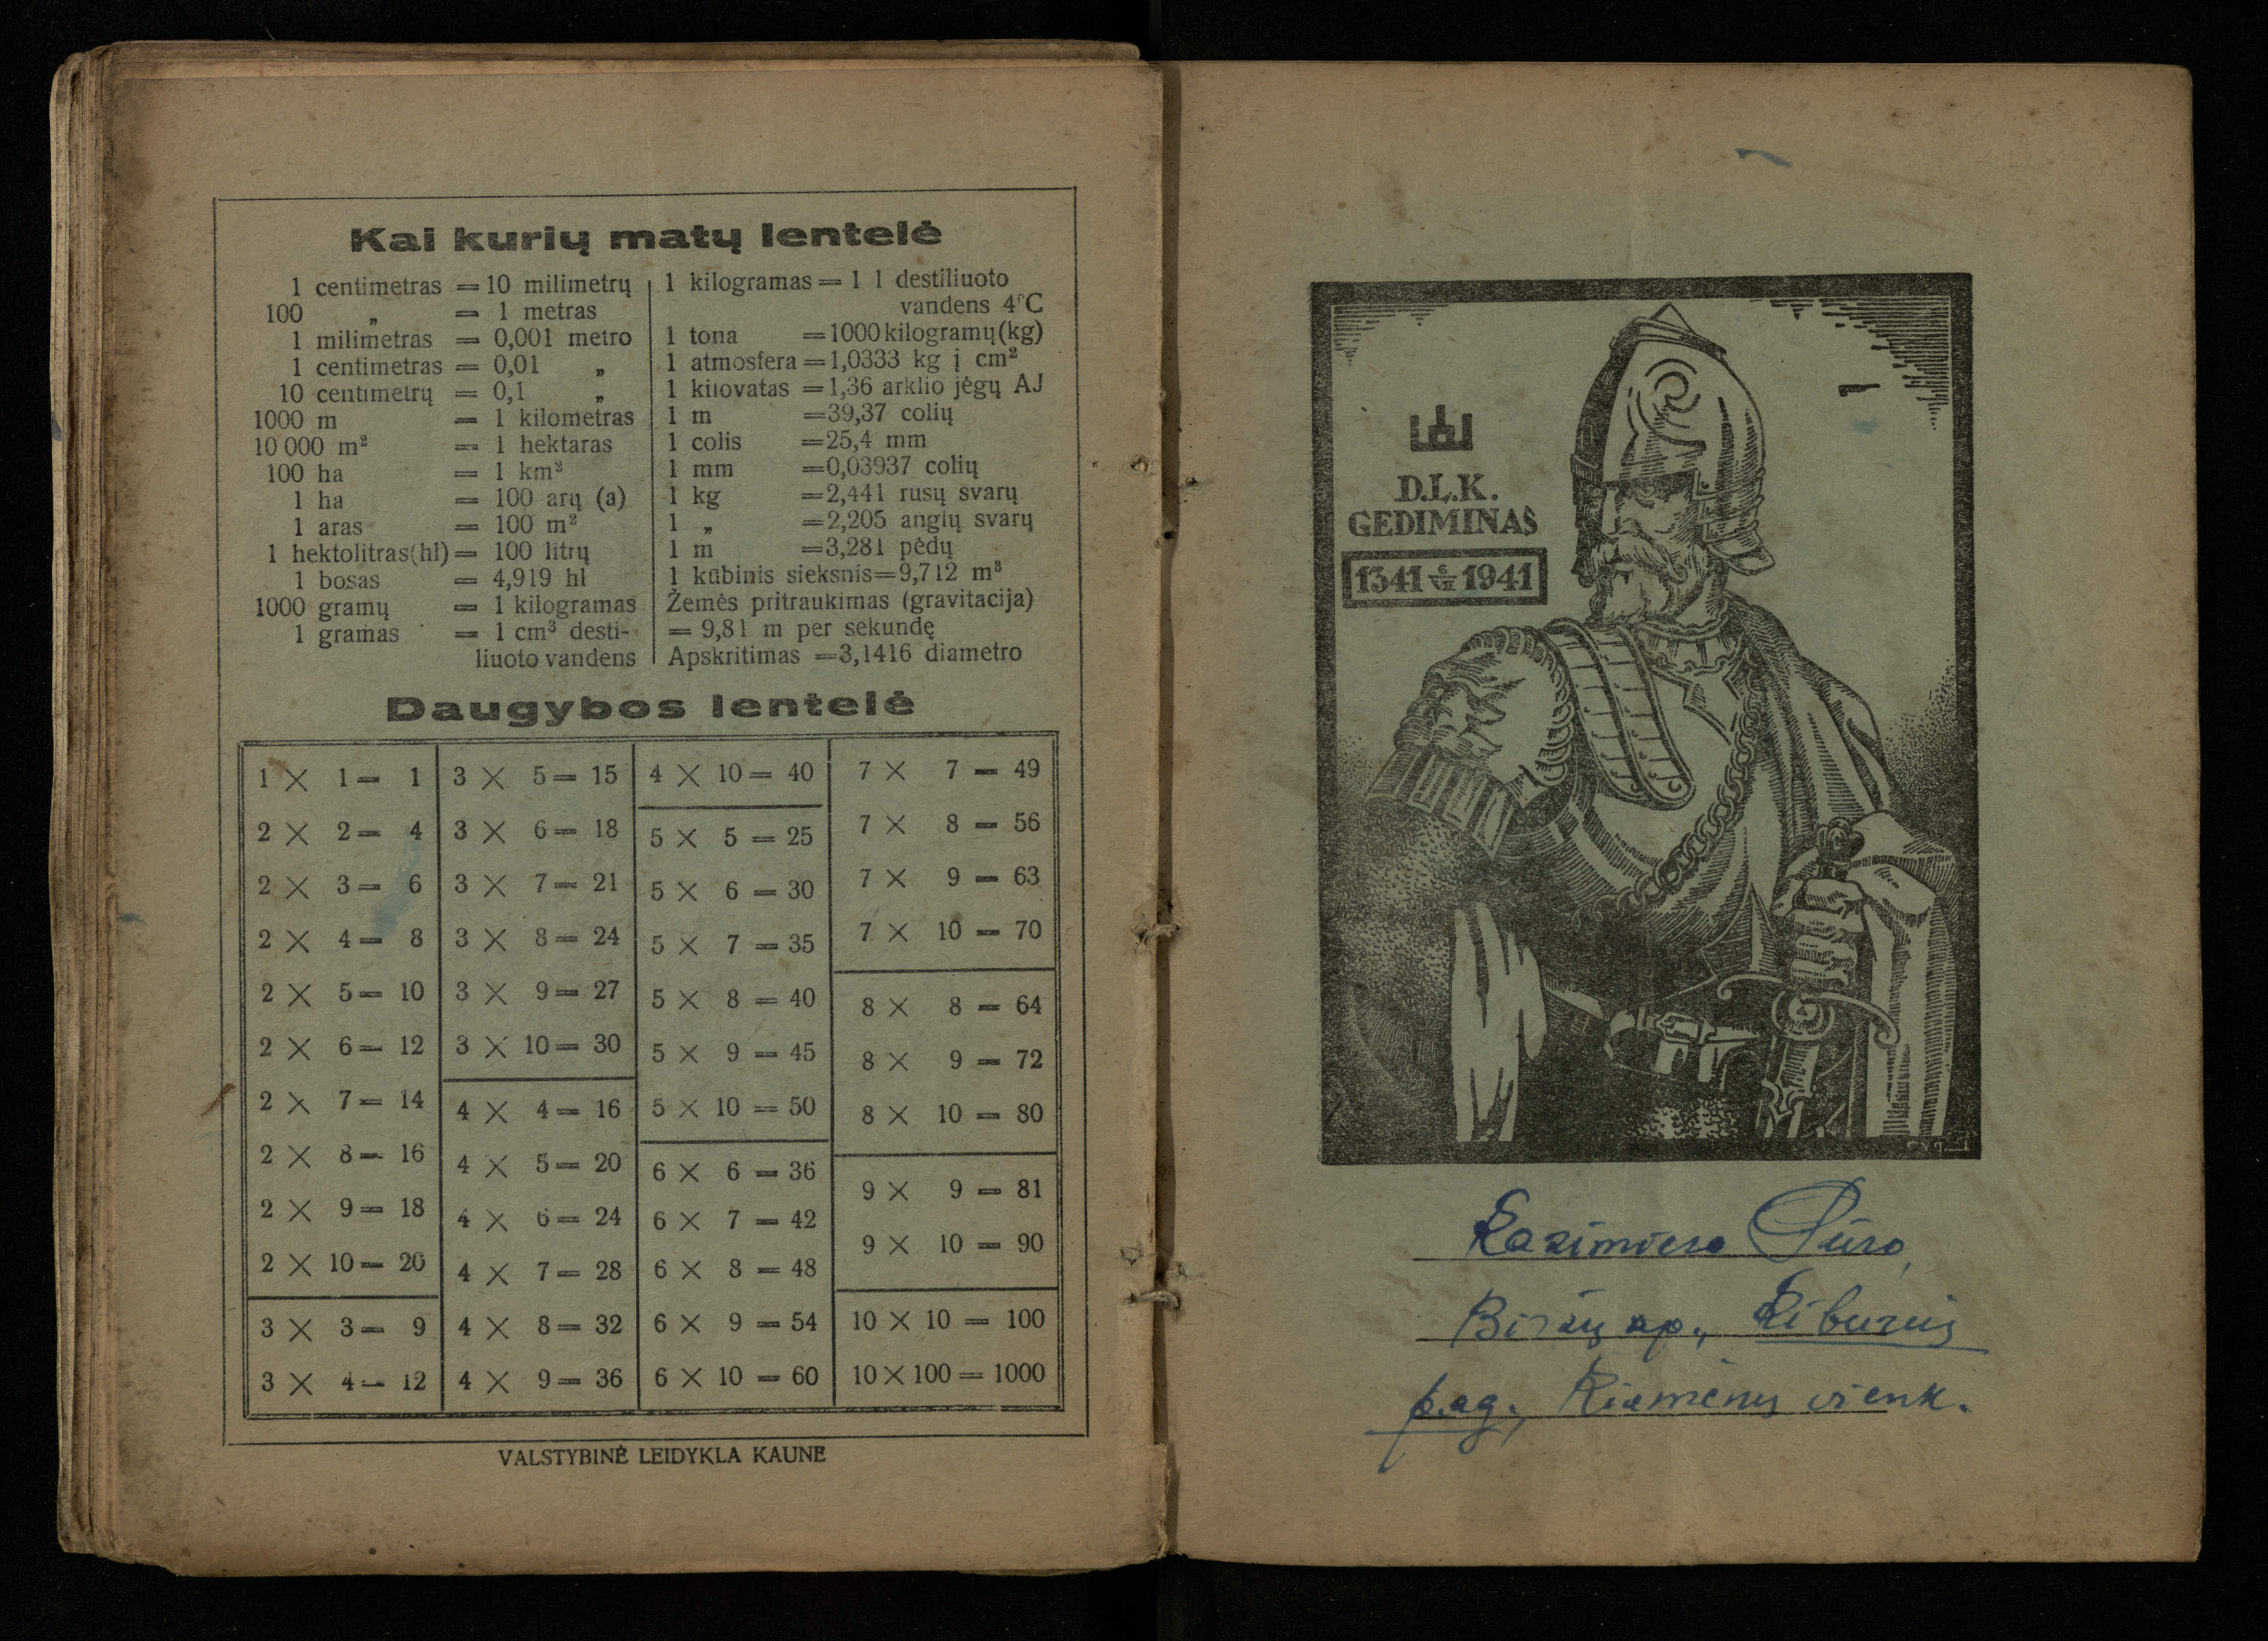 Kai kurių matų lentelė
1 centimetras = 10 milimetrų
100 „ = 1 metras
1 milimetras = 0,001 metro
1 centimetras = 0,01 „
10 centimetrų = 0,1 „
1000 m = 1 kilometras
10 000 m² = 1 hektaras
100 ha = 1 km²
1 ha = 100 arų (a)
1 aras = 100 m²
1 hektolitras(hl) = 100 litrų
1 bosas = 4,919 hl
1000 gramų = 1 kilogramas
1 gramas = 1 cm³ desti-
liuoto vandens
1 kilogramas = 1 l destiliuoto
vandens 4°C
1 tona = 1000 kilogramų (kg)
1 atmosfera = 1,0333 kg į cm²
1 kilovatas = 1,36 arklio jėgų AJ
1 m = 39,37 colių
1 colis = 25,4 mm
1 mm = 0,03937 colių
1 kg = 2,441 rusų svarų
1 „ = 2,205 anglų svarų
1 m = 3,281 pėdų
1 kūbinis sieksnis = 9,712 m³
Žemės pritraukimas (gravitacija)
= 9,81 m per sekundę
Apskritimas = 3,1416 diametro
Daugybos lentelė
1 × 1 = 1
2 × 2 = 4
2 × 3 = 6
2 × 4 = 8
2 × 5 = 10
2 × 6 = 12
2 × 7 = 14
2 × 8 = 16
2 × 9 = 18
2 × 10 = 20
3 × 3 = 9
3 × 4 = 12
3 × 5 = 15
3 × 6 = 18
3 × 7 = 21
3 × 8 = 24
3 × 9 = 27
3 × 10 = 30
4 × 4 = 16
4 × 5 = 20
4 × 6 = 24
4 × 7 = 28
4 × 8 = 32
4 × 9 = 36
4 × 10 = 40
5 × 5 = 25
5 × 6 = 30
5 × 7 = 35
5 × 8 = 40
5 × 9 = 45
5 × 10 = 50
6 × 6 = 36
6 × 7 = 42
6 × 8 = 48
6 × 9 = 54
6 × 10 = 60
7 × 7 = 49
7 × 8 = 56
7 × 9 = 63
7 × 10 = 70
8 × 8 = 64
8 × 9 = 72
8 × 10 = 80
9 × 9 = 81
9 × 10 = 90
10 × 10 = 100
10 × 100 = 1000
VALSTYBINĖ LEIDYKLA KAUNE
D.L.K.
GEDIMINAS
1341 1941
Kazimiero
Biržų ap.,
pag., vienk.